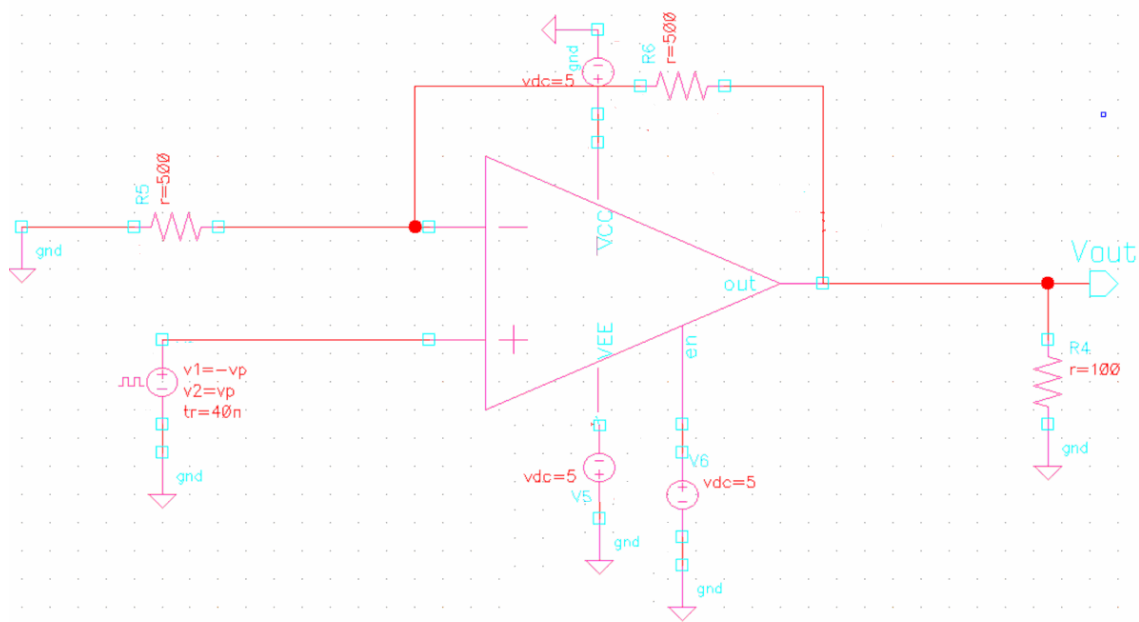 gnd
vdc=5
R6
r=500
R5
r=500
gnd
−
VCC
Vout
out
+
VEE
en
v1=-vp
v2=vp
tr=40n
gnd
R4
r=100
gnd
vdc=5
V5
gnd
V6
vdc=5
gnd